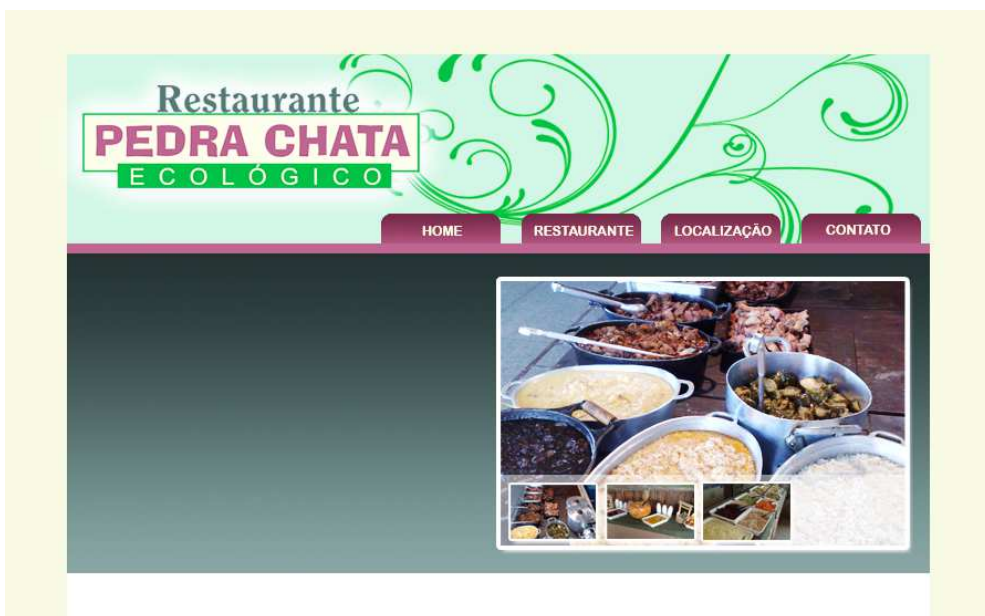 Restaurante
PEDRA CHATA
ECOLÓGICO
HOME RESTAURANTE LOCALIZAÇÃO CONTATO